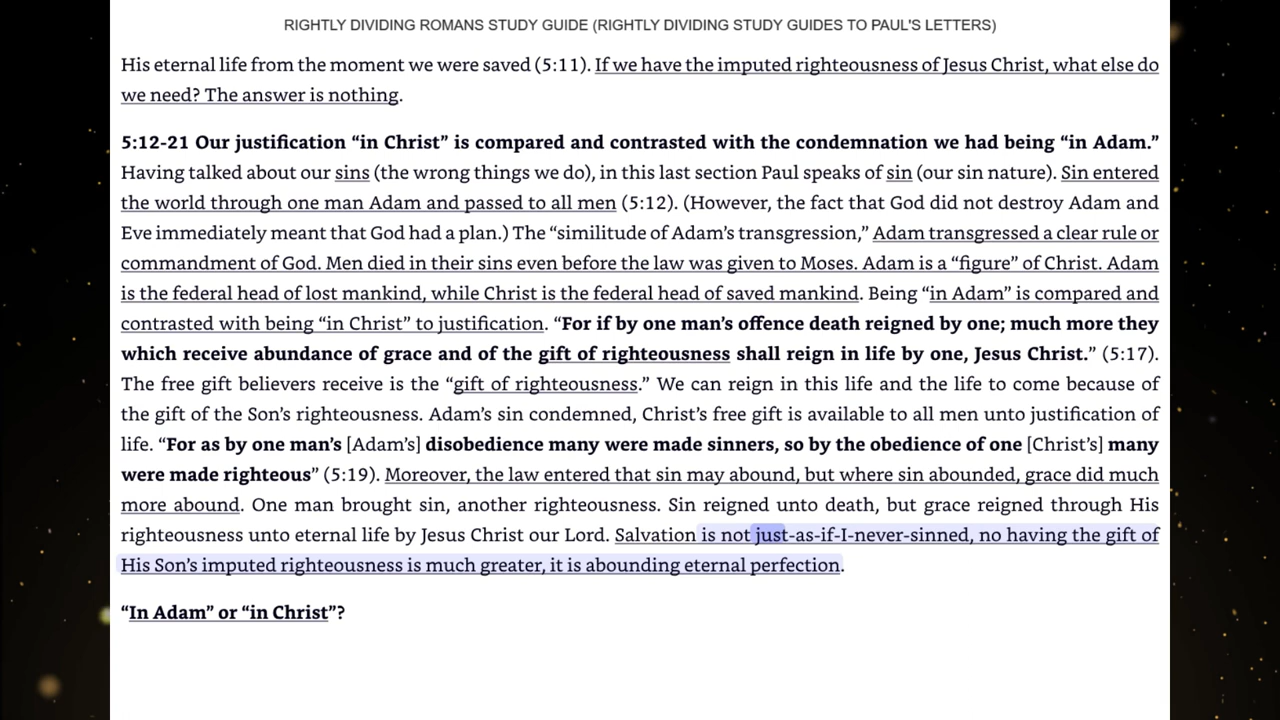 RIGHTLY DIVIDING ROMANS STUDY GUIDE (RIGHTLY DIVIDING STUDY GUIDES TO PAUL'S LETTERS)
His eternal life from the moment we were saved (5:11). If we have the imputed righteousness of Jesus Christ, what else do
we need? The answer is nothing.
5:12-21 Our justification “in Christ” is compared and contrasted with the condemnation we had being “in Adam.”
Having talked about our sins (the wrong things we do), in this last section Paul speaks of sin (our sin nature). Sin entered
the world through one man Adam and passed to all men (5:12). (However, the fact that God did not destroy Adam and
Eve immediately meant that God had a plan.) The “similitude of Adam’s transgression,” Adam transgressed a clear rule or
commandment of God. Men died in their sins even before the law was given to Moses. Adam is a “figure” of Christ. Adam
is the federal head of lost mankind, while Christ is the federal head of saved mankind. Being “in Adam” is compared and
contrasted with being “in Christ” to justification. “For if by one man’s offence death reigned by one; much more they
which receive abundance of grace and of the gift of righteousness shall reign in life by one, Jesus Christ.” (5:17).
The free gift believers receive is the “gift of righteousness.” We can reign in this life and the life to come because of
the gift of the Son’s righteousness. Adam’s sin condemned, Christ’s free gift is available to all men unto justification of
life. “For as by one man’s [Adam’s] disobedience many were made sinners, so by the obedience of one [Christ’s] many
were made righteous” (5:19). Moreover, the law entered that sin may abound, but where sin abounded, grace did much
more abound. One man brought sin, another righteousness. Sin reigned unto death, but grace reigned through His
righteousness unto eternal life by Jesus Christ our Lord. Salvation is not just-as-if-I-never-sinned, no having the gift of
His Son’s imputed righteousness is much greater, it is abounding eternal perfection.
“In Adam” or “in Christ”?